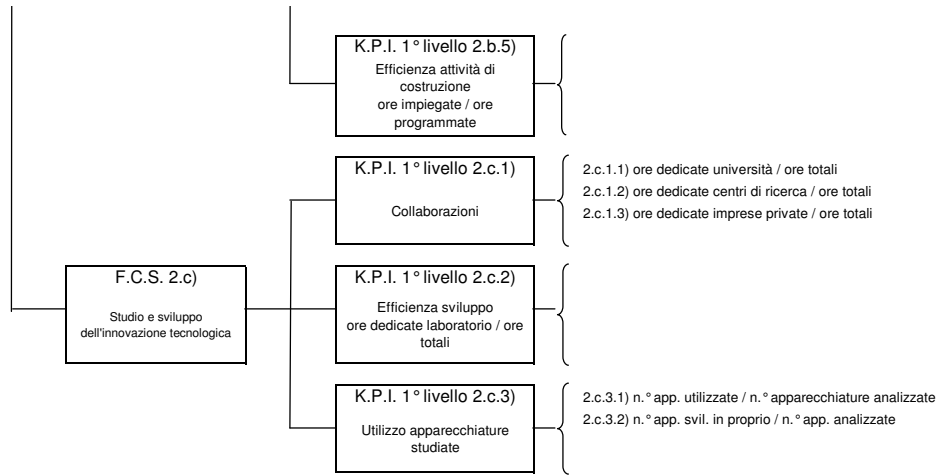 K.P.I. 1° livello 2.b.5)
Efficienza attività di
costruzione
ore impiegate / ore
programmate
K.P.I. 1° livello 2.c.1)
Collaborazioni
2.c.1.1) ore dedicate università / ore totali
2.c.1.2) ore dedicate centri di ricerca / ore totali
2.c.1.3) ore dedicate imprese private / ore totali
F.C.S. 2.c)
Studio e sviluppo
dell'innovazione tecnologica
K.P.I. 1° livello 2.c.2)
Efficienza sviluppo
ore dedicate laboratorio / ore
totali
K.P.I. 1° livello 2.c.3)
Utilizzo apparecchiature
studiate
2.c.3.1) n.° app. utilizzate / n.° apparecchiature analizzate
2.c.3.2) n.° app. svil. in proprio / n.° app. analizzate